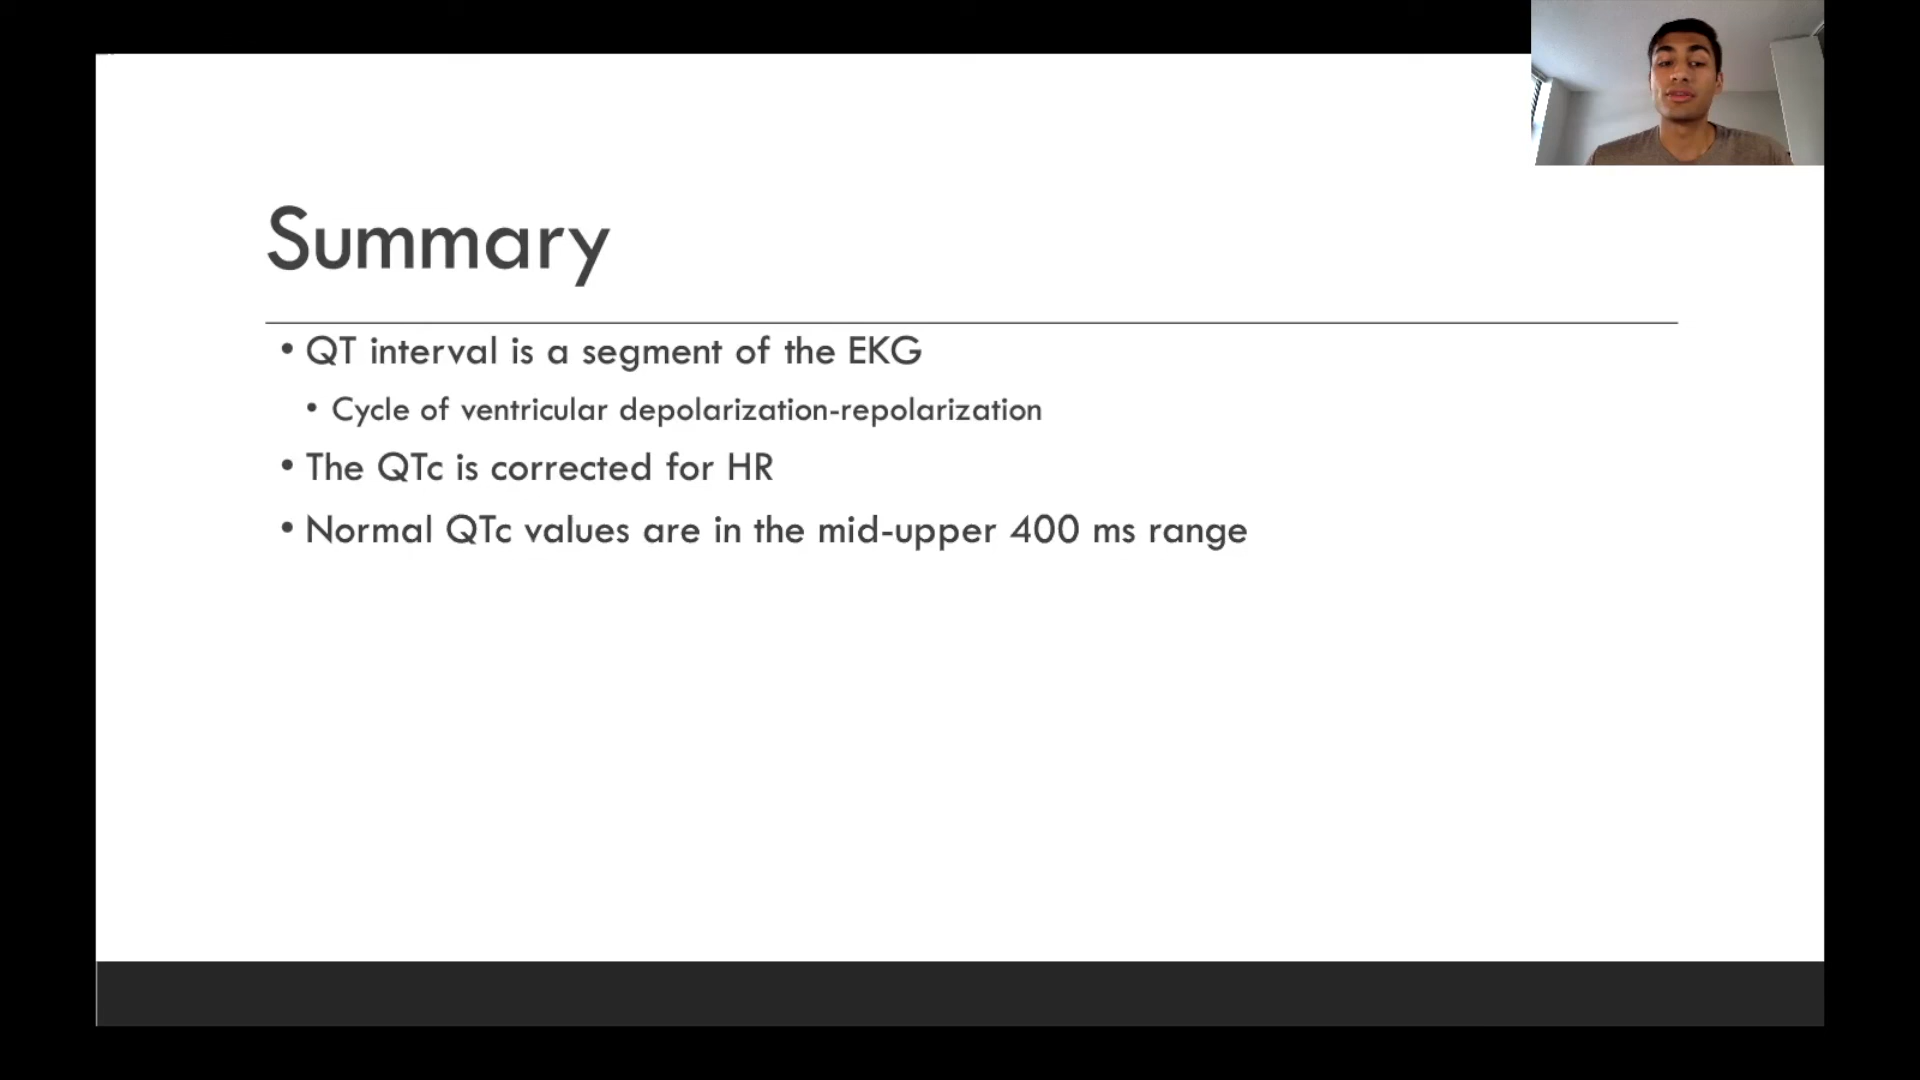 Summary
• QT interval is a segment of the EKG
• Cycle of ventricular depolarization-repolarization
• The QTc is corrected for HR
• Normal QTc values are in the mid-upper 400 ms range